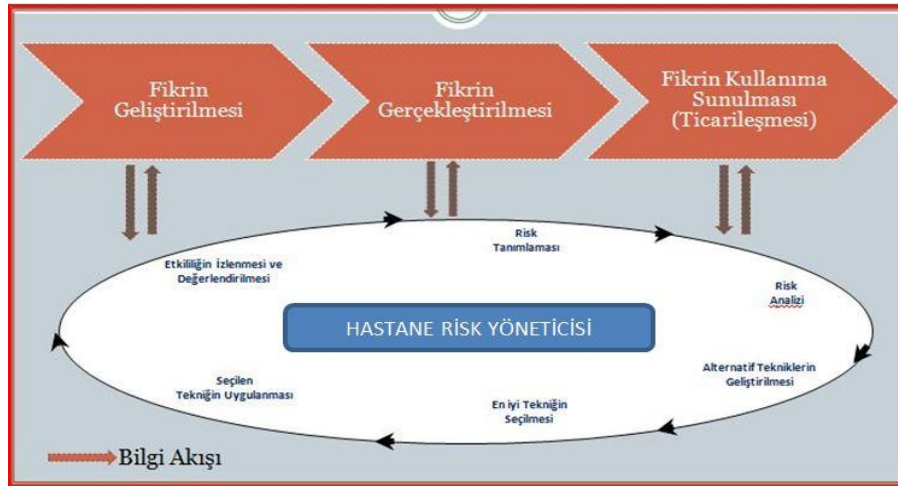 Fikrin
Geliştirilmesi
Fikrin
Gerçekleştirilmesi
Fikrin Kullanıma
Sunulması
(Ticarileşmesi)
Etkililiğin İzlenmesi ve
Değerlendirilmesi
Risk
Tanımlaması
Risk
Analizi
HASTANE RİSK YÖNETİCİSİ
Seçilen
Tekniğin Uygulanması
En iyi Tekniğin
Seçilmesi
Alternatif Tekniklerin
Geliştirilmesi
Bilgi Akışı